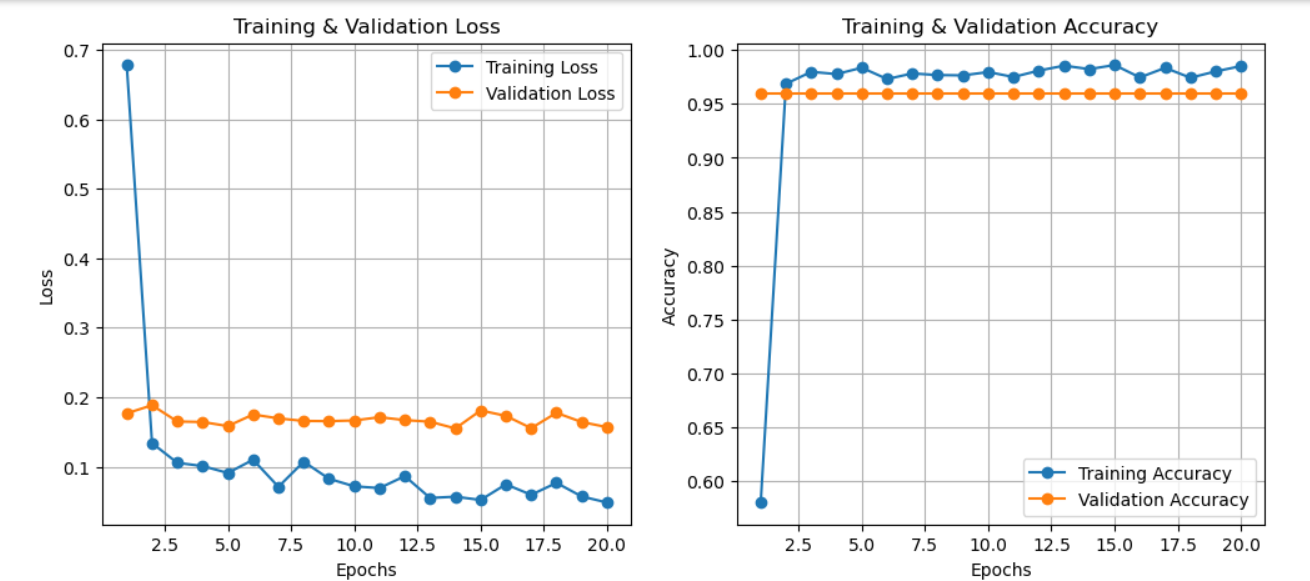 Training & Validation Loss
0.7
0.6
0.5
0.4
0.3
0.2
0.1
Loss
Training Loss
Validation Loss
2.5 5.0 7.5 10.0 12.5 15.0 17.5 20.0
Epochs
Training & Validation Accuracy
1.00
0.95
0.90
0.85
0.80
0.75
0.70
0.65
0.60
Accuracy
Training Accuracy
Validation Accuracy
2.5 5.0 7.5 10.0 12.5 15.0 17.5 20.0
Epochs